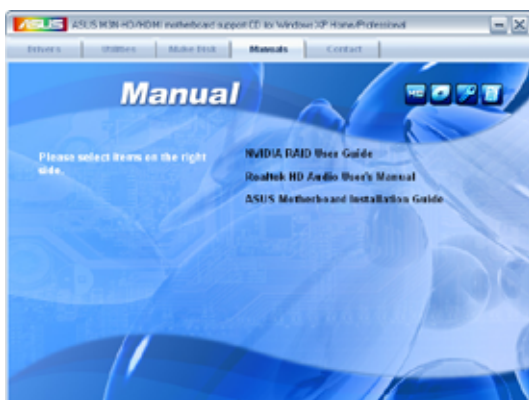 ASUS
ASUS M3N-HD/HDMI motherboard support CD for Windows XP Home/Professional
Drivers
Utilities
Make Disk
Manuals
Contact
Manual
Please select items on the right
side.
NVIDIA RAID User Guide
Realtek HD Audio User's Manual
ASUS Motherboard Installation Guide